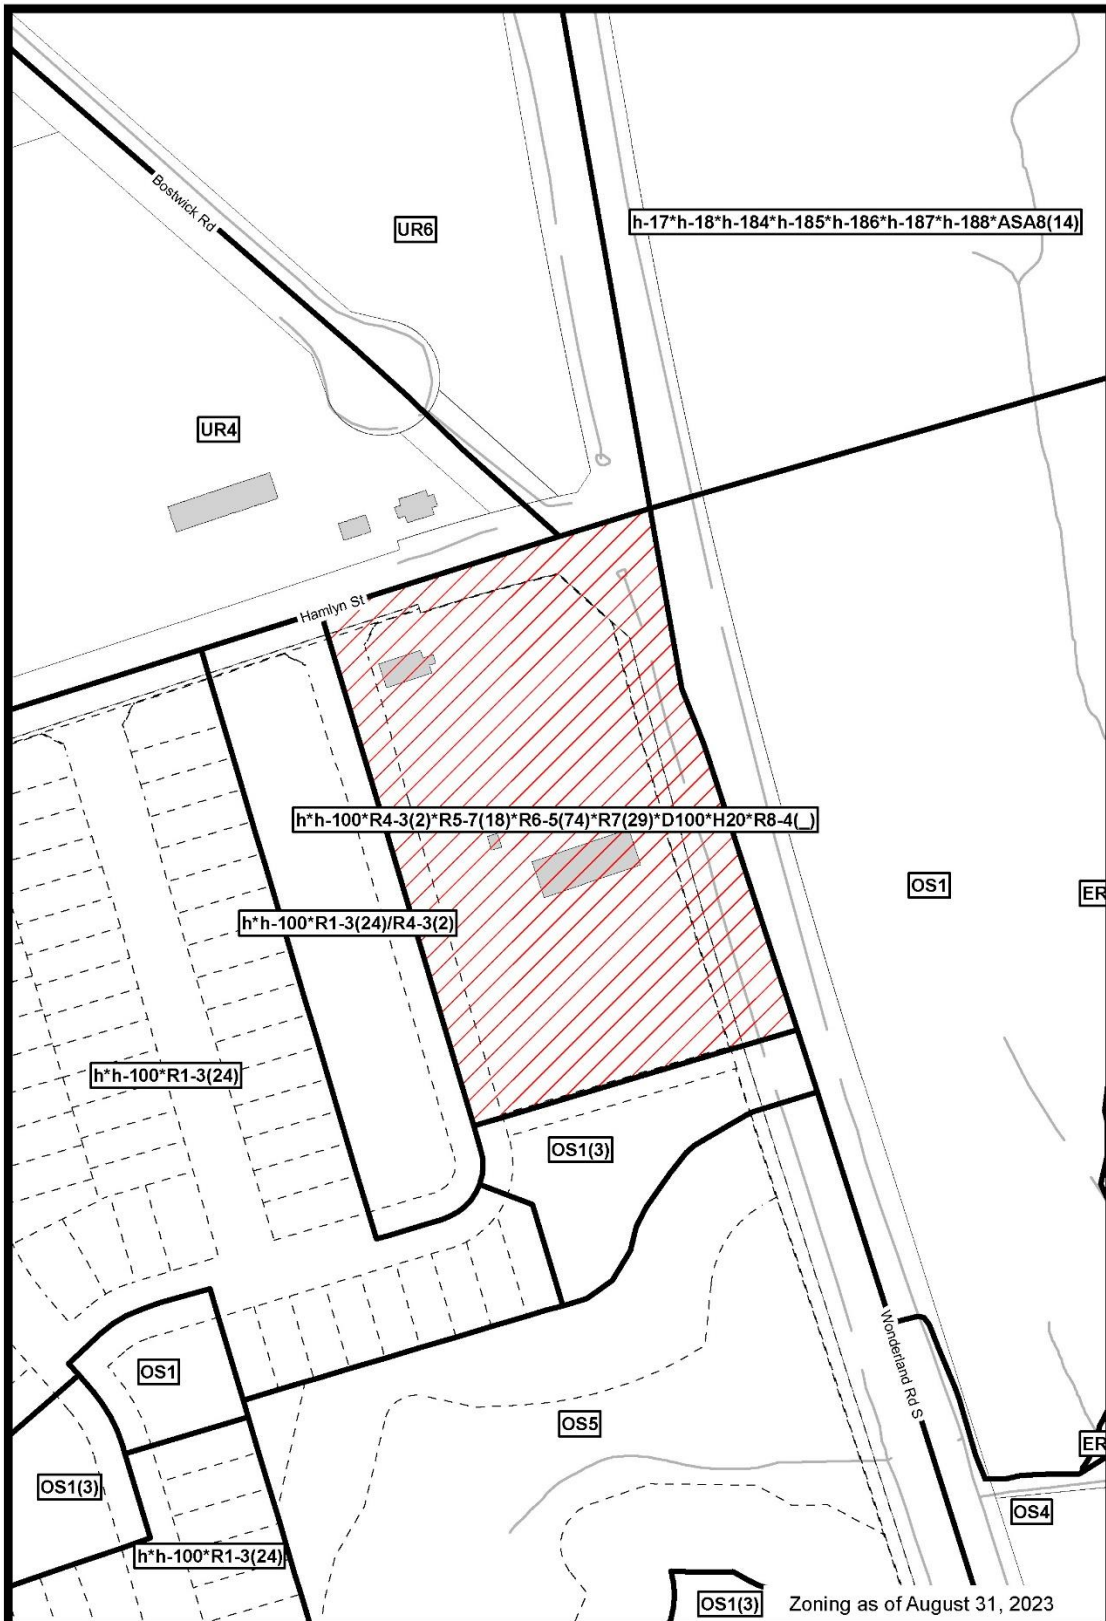 Bostwick Rd
UR6
h-17*h-18*h-184*h-185*h-186*h-187*h-188*ASA8(14)
UR4
Hamlyn St
h*h-100*R4-3(2)*R5-7(18)*R6-5(74)*R7(29)*D100*H20*R8-4(_)
OS1
ER
h*h-100*R1-3(24)/R4-3(2)
h*h-100*R1-3(24)
OS1(3)
Wonderland Rd S
OS1
OS5
ER
OS1(3)
OS4
h*h-100*R1-3(24)
OS1(3)
Zoning as of August 31, 2023